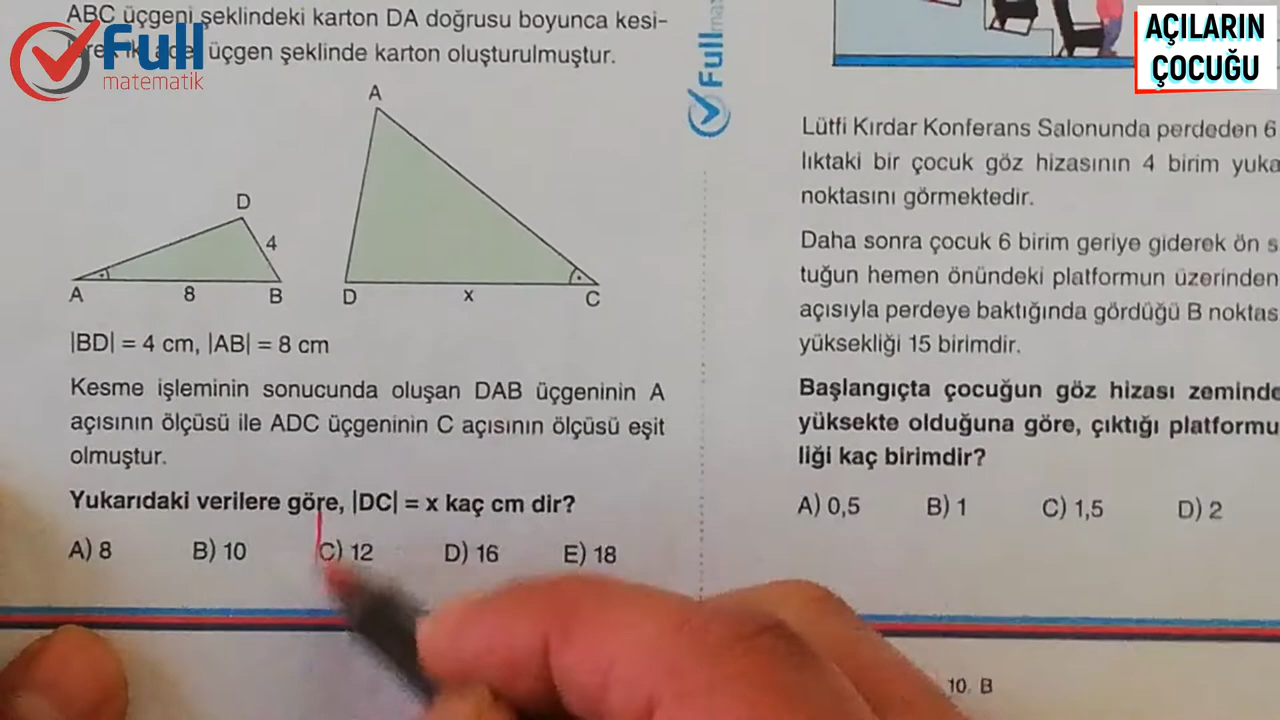 ABC üçgeni şeklindeki karton DA doğrusu boyunca kesi-
üçgen şeklinde karton oluşturulmuştur.
Full
matematik
A
D
4
A
8
B
D
x
C
|BD| = 4 cm, |AB| = 8 cm
Kesme işleminin sonucunda oluşan DAB üçgeninin A
açısının ölçüsü ile ADC üçgeninin C açısının ölçüsü eşit
olmuştur.
Yukarıdaki verilere göre, |DC| = x kaç cm dir?
A) 8 B) 10 C) 12 D) 16 E) 18
Fullmax
AÇILARIN
ÇOCUĞU
Lütfi Kırdar Konferans Salonunda perdeden 6
lıktaki bir çocuk göz hizasının 4 birim yuka
noktasını görmektedir.
Daha sonra çocuk 6 birim geriye giderek ön s
tuğun hemen önündeki platformun üzerinden
açısıyla perdeye baktığında gördüğü B noktas
yüksekliği 15 birimdir.
Başlangıçta çocuğun göz hizası zeminde
yüksekte olduğuna göre, çıktığı platformu
liği kaç birimdir?
A) 0,5 B) 1 C) 1,5 D) 2
10. B